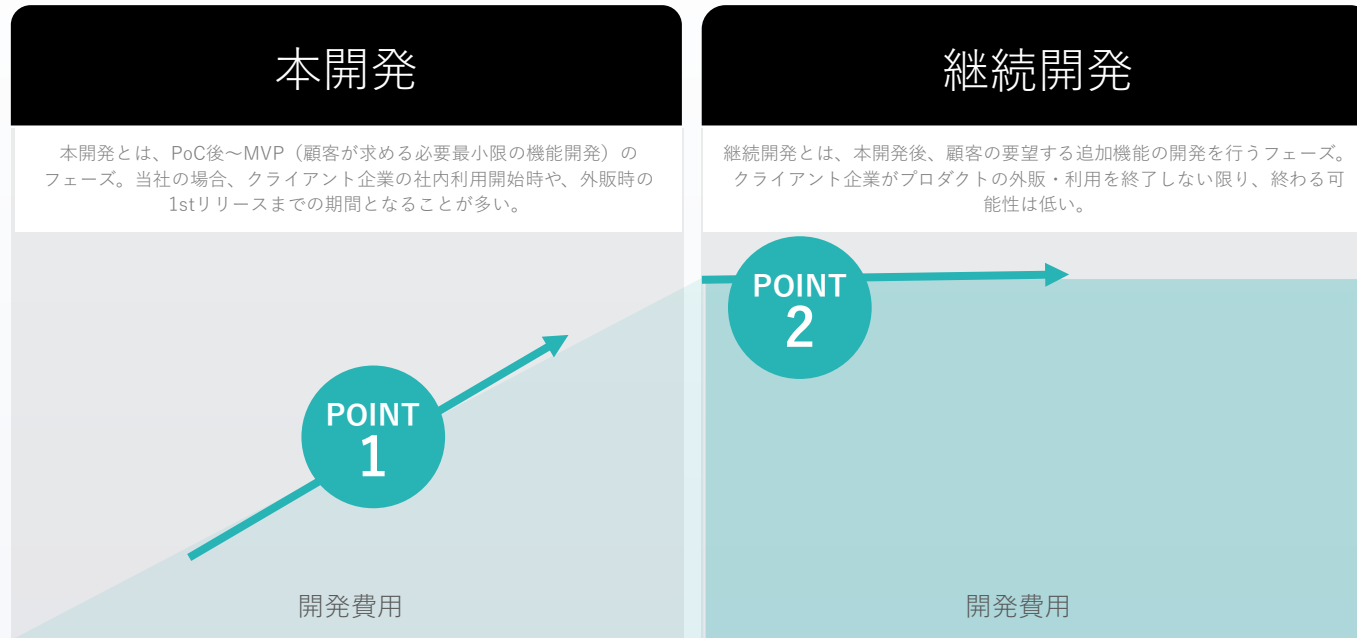 本開発
本開発とは、PoC後～MVP（顧客が求める必要最小限の機能開発）の
フェーズ。当社の場合、クライアント企業の社内利用開始時や、外販時の
1stリリースまでの期間となることが多い。
POINT
1
開発費用
継続開発
継続開発とは、本開発後、顧客の要望する追加機能の開発を行うフェーズ。
クライアント企業がプロダクトの外販・利用を終了しない限り、終わる可
能性は低い。
POINT
2
開発費用